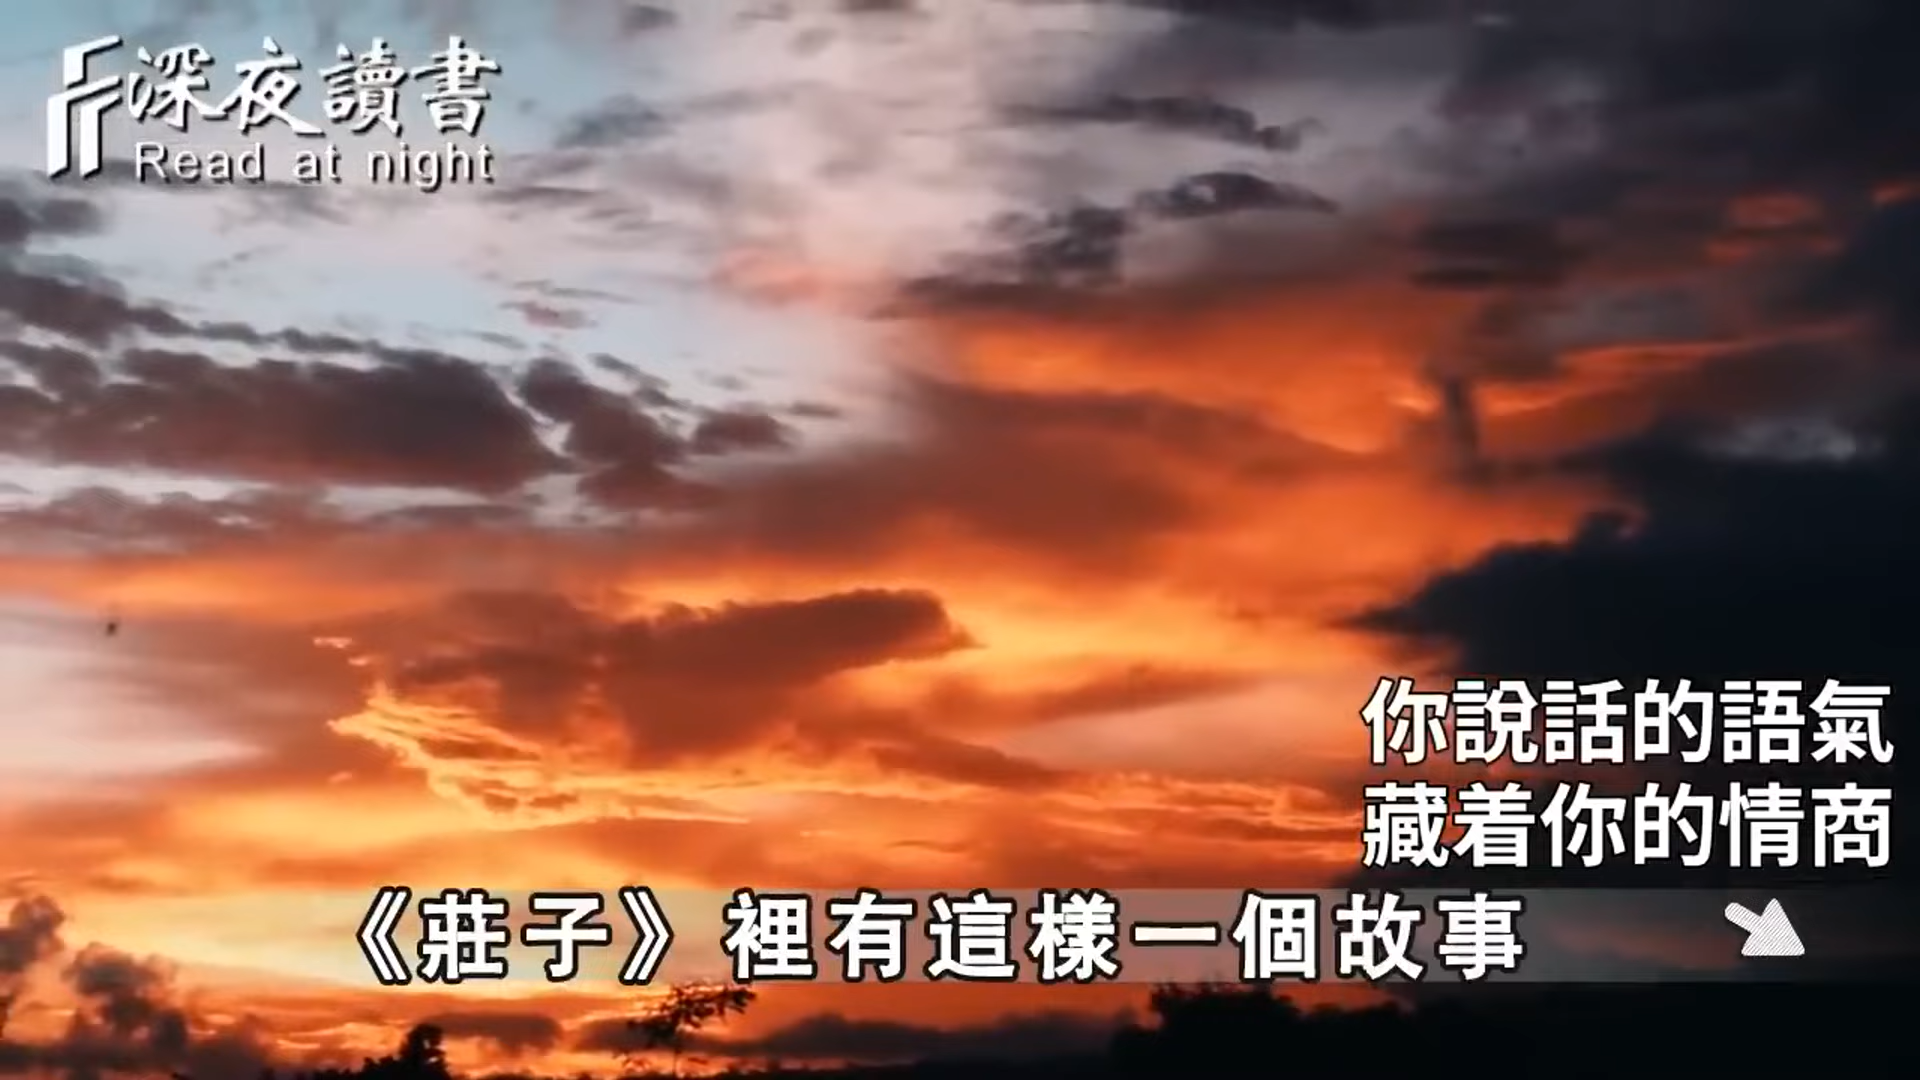 深夜讀書
Read at night
你說話的語氣
藏着你的情商
《莊子》裡有這樣一個故事